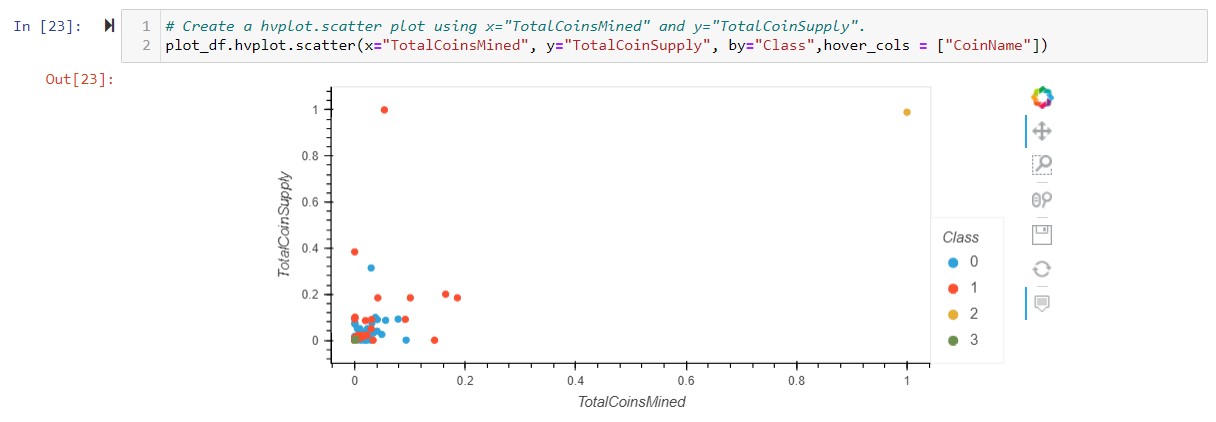 In [23]:
1 # Create a hvplot.scatter plot using x="TotalCoinsMined" and y="TotalCoinSupply".
2 plot_df.hvplot.scatter(x="TotalCoinsMined", y="TotalCoinSupply", by="Class",hover_cols = ["CoinName"])
Out[23]:
TotalCoinSupply
1
0.8
0.6
0.4
0.2
0
0 0.2 0.4 0.6 0.8 1
TotalCoinsMined
Class
0
1
2
3